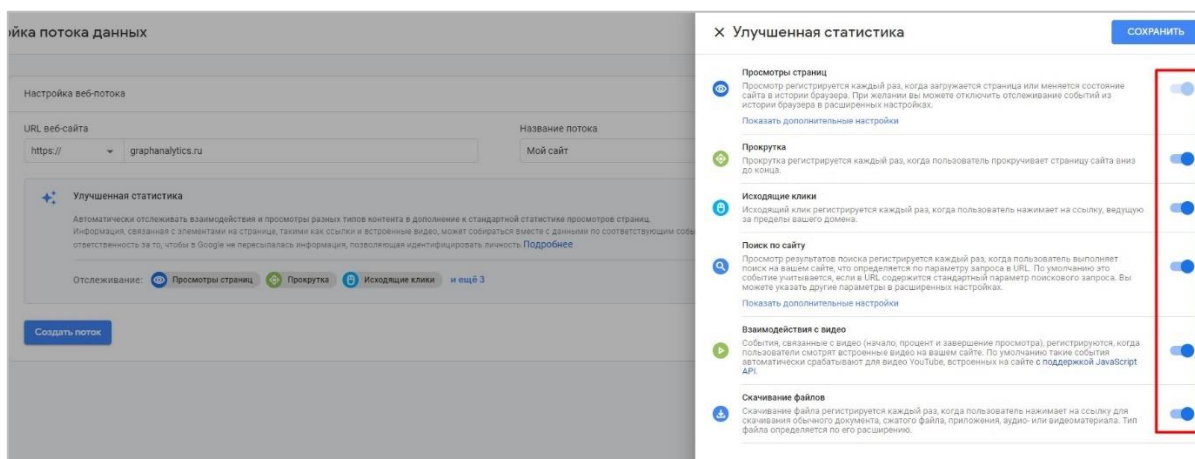 йка потока данных
Настройка веб-потока
URL веб-сайта
Название потока
https://
graphanalytics.ru
Мой сайт
Улучшенная статистика
Автоматически отслеживать взаимодействия и просмотры разных типов контента в дополнение к стандартной статистике просмотров страниц.
Информация, связанная с элементами на странице, такими как ссылки и встроенные видео, может собираться вместе с данными по соответствующим собы
ответственность за то, чтобы в Google не пересылалась информация, позволяющая идентифицировать личность Подробнее
Отслеживание: Просмотры страниц Прокрутка Исходящие клики и ещё 3
Создать поток
Улучшенная статистика
СОХРАНИТЬ
Просмотры страниц
Просмотр регистрируется каждый раз, когда загружается страница или меняется состояние
сайта в истории браузера. При желании вы можете отключить отслеживание событий из
истории браузера в расширенных настройках.
Показать дополнительные настройки
Прокрутка
Прокрутка регистрируется каждый раз, когда пользователь прокручивает страницу сайта вниз
до конца.
Исходящие клики
Исходящий клик регистрируется каждый раз, когда пользователь нажимает на ссылку, ведущую
за пределы вашего домена.
Поиск по сайту
Просмотр результатов поиска регистрируется каждый раз, когда пользователь выполняет
поиск на вашем сайте, что определяется по параметру запроса в URL. По умолчанию это
событие учитывается, если в URL содержится стандартный параметр поискового запроса. Вы
можете указать другие параметры в расширенных настройках.
Показать дополнительные настройки
Взаимодействия с видео
События, связанные с видео (начало, процент и завершение просмотра), регистрируются, когда
пользователи смотрят встроенные видео на вашем сайте. По умолчанию такие события
автоматически срабатывают для видео YouTube, встроенных на сайте с поддержкой JavaScript
API.
Скачивание файлов
Скачивание файла регистрируется каждый раз, когда пользователь нажимает на ссылку для
скачивания обычного документа, сжатого файла, приложения, аудио- или видеоматериала. Тип
файла определяется по его расширению.